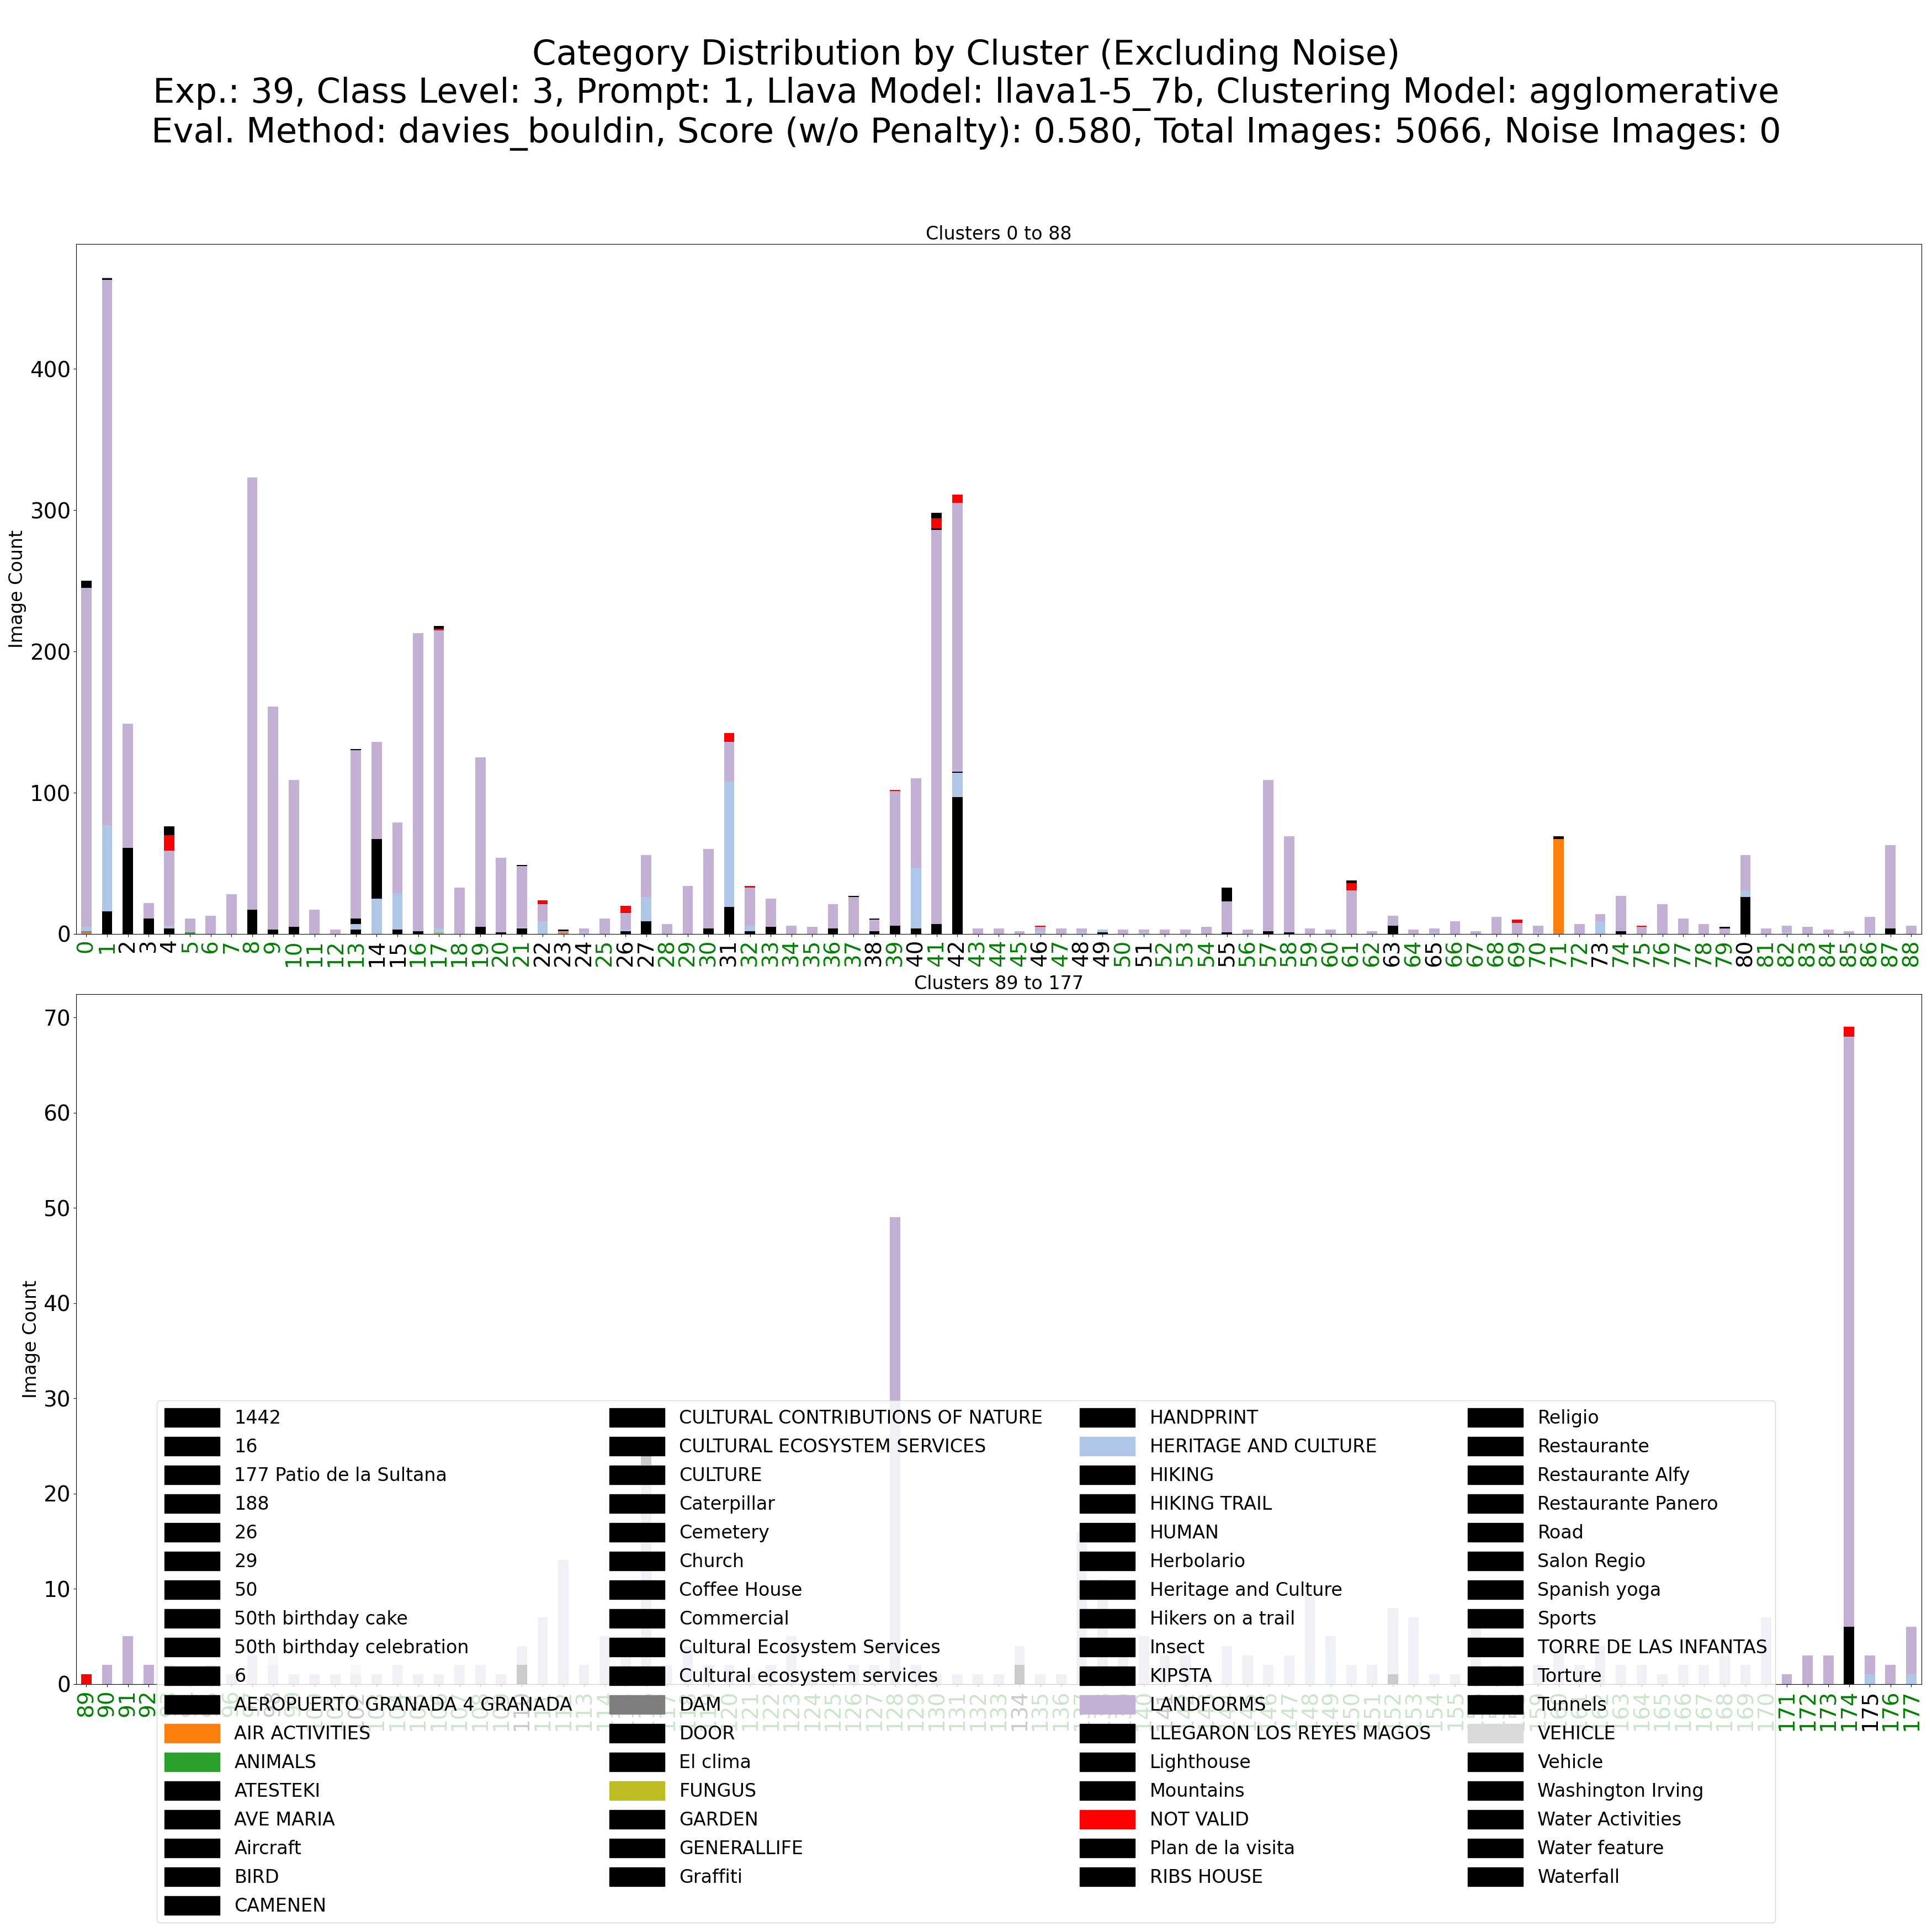 Category Distribution by Cluster (Excluding Noise)
Exp.: 39, Class Level: 3, Prompt: 1, Llava Model: llava1-5_7b, Clustering Model: agglomerative
Eval. Method: davies_bouldin, Score (w/o Penalty): 0.580, Total Images: 5066, Noise Images: 0
Clusters 0 to 88
Image Count
400
300
200
100
0
0 1 2 3 4 5 6 7 8 9 10 11 12 13 14 15 16 17 18 19 20 21 22 23 24 25 26 27 28 29 30 31 32 33 34 35 36 37 38 39 40 41 42 43 44 45 46 47 48 49 50 51 52 53 54 55 56 57 58 59 60 61 62 63 64 65 66 67 68 69 70 71 72 73 74 75 76 77 78 79 80 81 82 83 84 85 86 87 88
Clusters 89 to 177
Image Count
70
60
50
40
30
20
10
0
89 90 91 92 171 172 173 174 175 176 177
1442
16
177 Patio de la Sultana
188
26
29
50
50th birthday cake
50th birthday celebration
6
AEROPUERTO GRANADA 4 GRANADA
AIR ACTIVITIES
ANIMALS
ATESTEKI
AVE MARIA
Aircraft
BIRD
CAMENEN
CULTURAL CONTRIBUTIONS OF NATURE
CULTURAL ECOSYSTEM SERVICES
CULTURE
Caterpillar
Cemetery
Church
Coffee House
Commercial
Cultural Ecosystem Services
Cultural ecosystem services
DAM
DOOR
El clima
FUNGUS
GARDEN
GENERALLIFE
Graffiti
HANDPRINT
HERITAGE AND CULTURE
HIKING
HIKING TRAIL
HUMAN
Herbolario
Heritage and Culture
Hikers on a trail
Insect
KIPSTA
LANDFORMS
LLEGARON LOS REYES MAGOS
Lighthouse
Mountains
NOT VALID
Plan de la visita
RIBS HOUSE
Religio
Restaurante
Restaurante Alfy
Restaurante Panero
Road
Salon Regio
Spanish yoga
Sports
TORRE DE LAS INFANTAS
Torture
Tunnels
VEHICLE
Vehicle
Washington Irving
Water Activities
Water feature
Waterfall